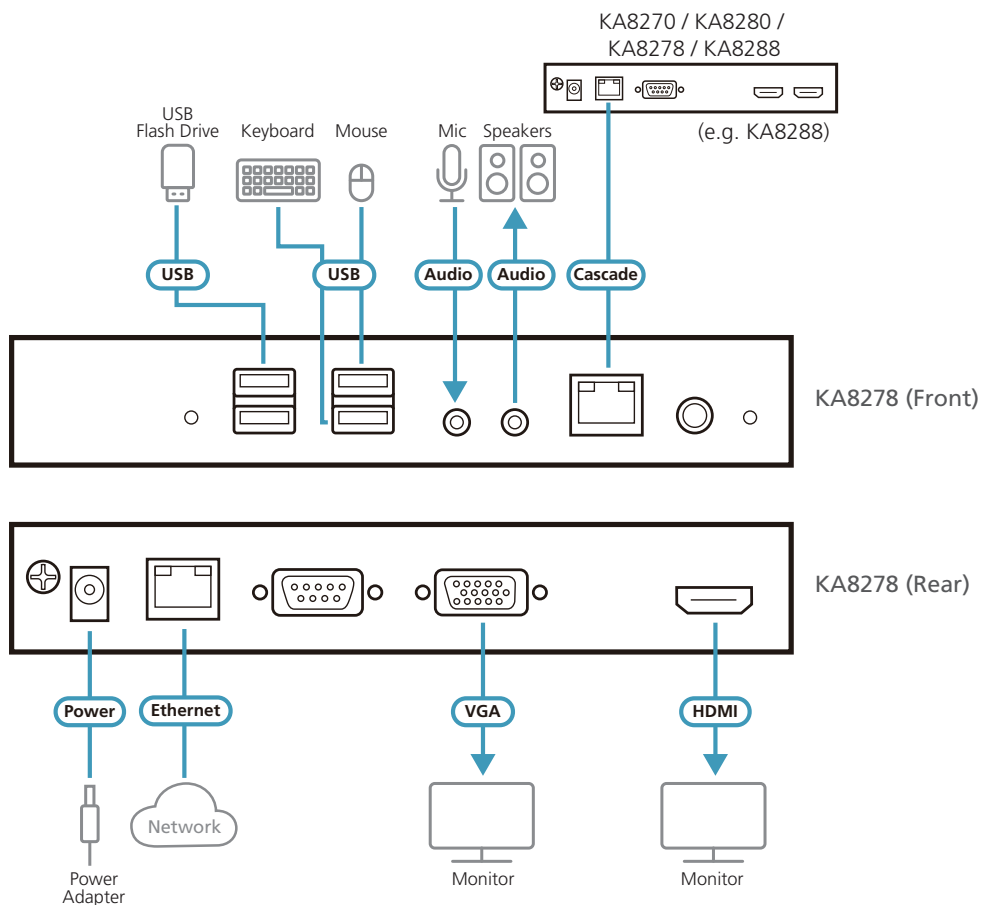 KA8270 / KA8280 /
KA8278 / KA8288
(e.g. KA8288)
USB
Flash Drive
Keyboard
Mouse
Mic
Speakers
USB
USB
Audio
Audio
Cascade
KA8278 (Front)
KA8278 (Rear)
Power
Ethernet
VGA
HDMI
Network
Power
Adapter
Monitor
Monitor